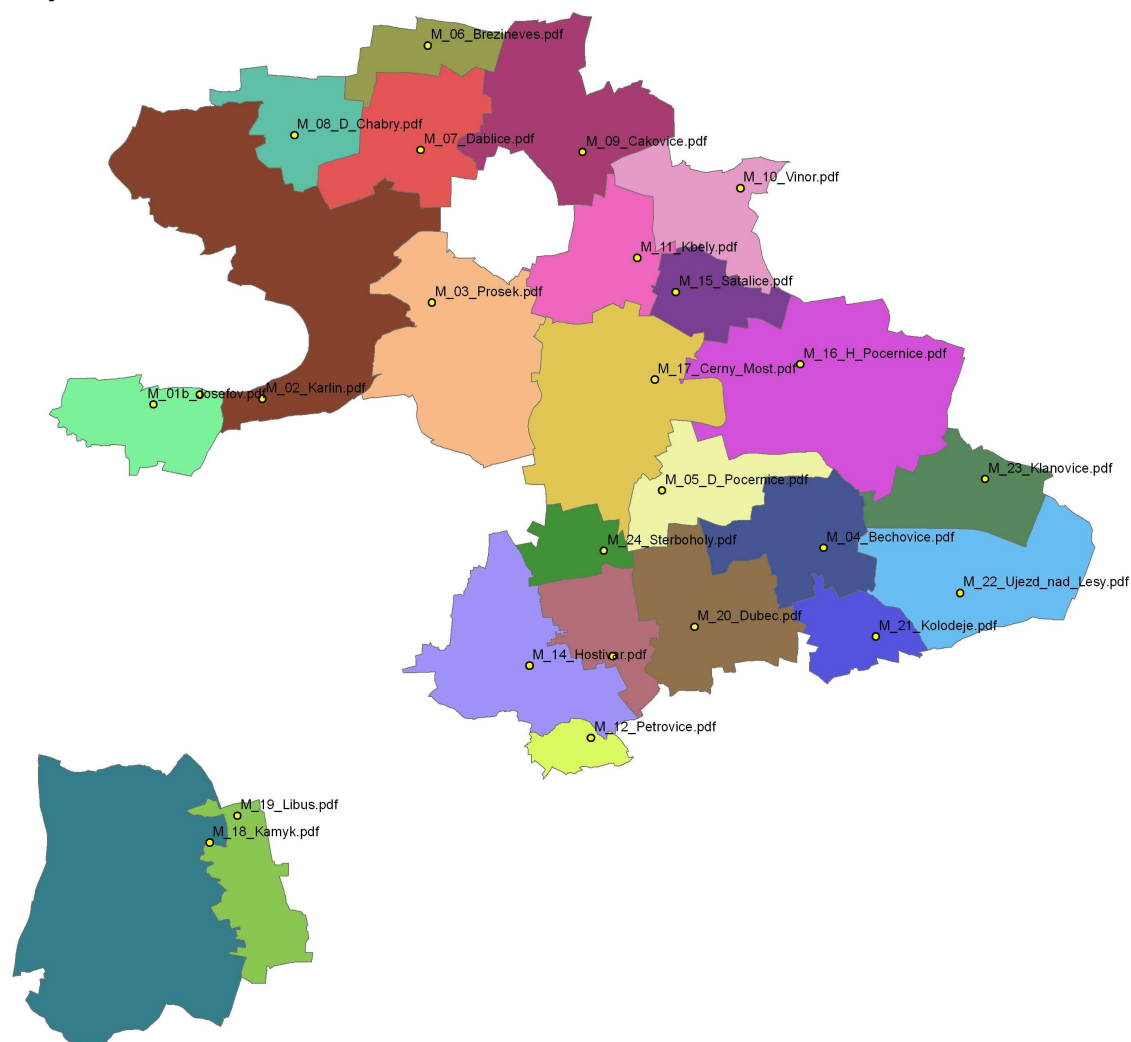 M_06_Brezineves.pdf
M_08_D_Chabry.pdf
M_07_Dablice.pdf
M_09_Cakovice.pdf
M_10_Vinor.pdf
M_11_Kbely.pdf
M_15_Satalice.pdf
M_03_Prosek.pdf
M_16_H_Pocernice.pdf
M_17_Cerny_Most.pdf
M_01b_Josefov.pdf
M_02_Karlin.pdf
M_23_Klanovice.pdf
M_05_D_Pocernice.pdf
M_24_Sterboholy.pdf
M_04_Bechovice.pdf
M_22_Ujezd_nad_Lesy.pdf
M_20_Dubec.pdf
M_21_Kolodeje.pdf
M_14_Hostivar.pdf
M_12_Petrovice.pdf
M_19_Libus.pdf
M_18_Kamyk.pdf